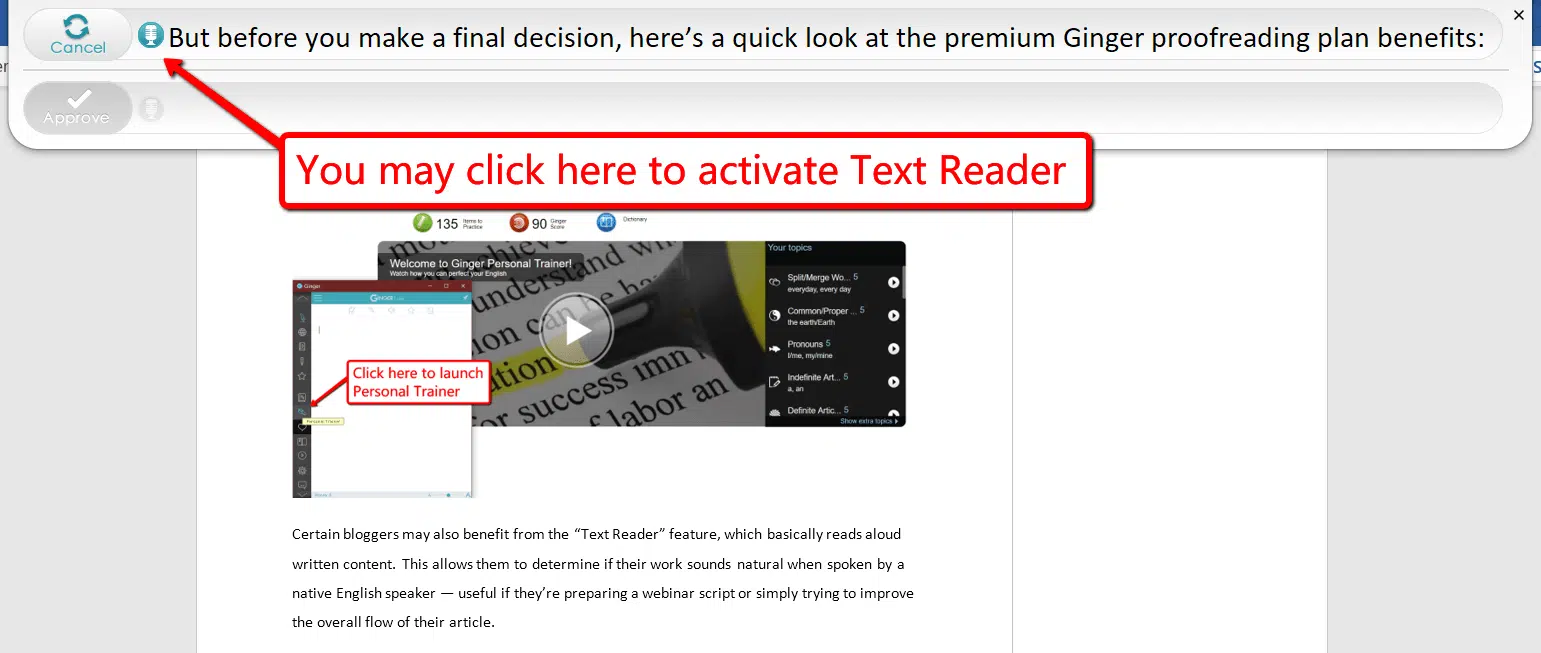 Cancel
But before you make a final decision, here’s a quick look at the premium Ginger proofreading plan benefits:
Approve
You may click here to activate Text Reader
135 Items to Practice
90 Ginger Score
Dictionary
Welcome to Ginger Personal Trainer!
Watch how you can perfect your English
Your topics
Split/Merge Wo... 5
everyday, every day
Common/Proper ... 5
the earth/Earth
Pronouns 5
I/me, my/mine
Indefinite Art... 5
a, an
Definite Artic... 5
Show extra topics
Ginger
GINGER
Click here to launch
Personal Trainer
Personal Trainer
Certain bloggers may also benefit from the “Text Reader” feature, which basically reads aloud
written content. This allows them to determine if their work sounds natural when spoken by a
native English speaker — useful if they’re preparing a webinar script or simply trying to improve
the overall flow of their article.